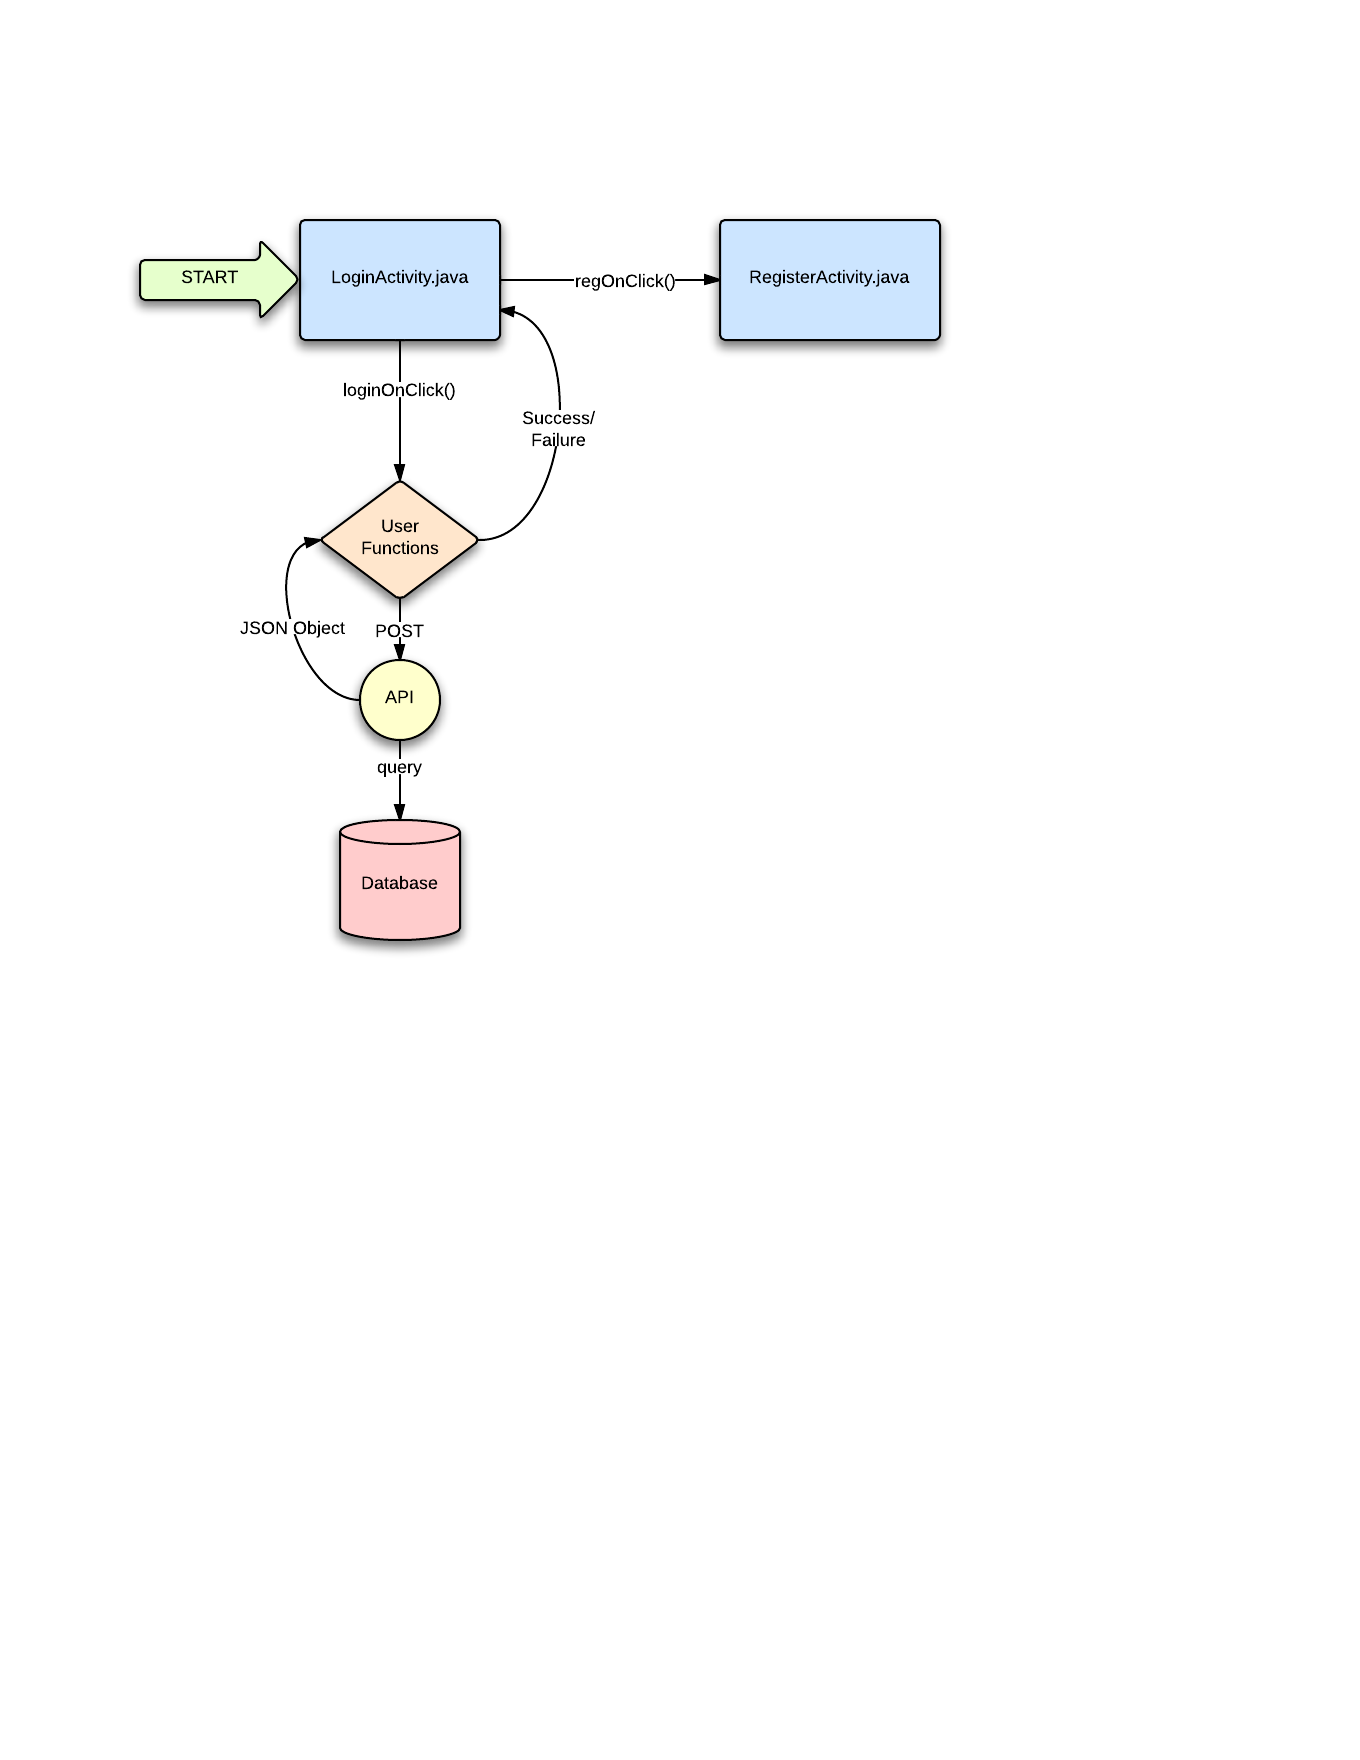 START
LoginActivity.java
regOnClick()
RegisterActivity.java
loginOnClick()
Success/
Failure
User
Functions
JSON Object
POST
API
query
Database